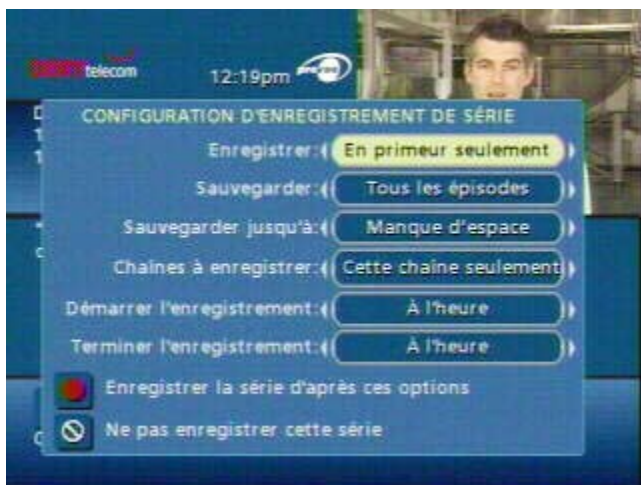 telecom
12:19pm
CONFIGURATION D'ENREGISTREMENT DE SÉRIE
Enregistrer: En primeur seulement
Sauvegarder: Tous les épisodes
Sauvegarder jusqu'à: Manque d'espace
Chaînes à enregistrer: Cette chaîne seulement
Démarrer l'enregistrement: À l'heure
Terminer l'enregistrement: À l'heure
Enregistrer la série d'après ces options
Ne pas enregistrer cette série